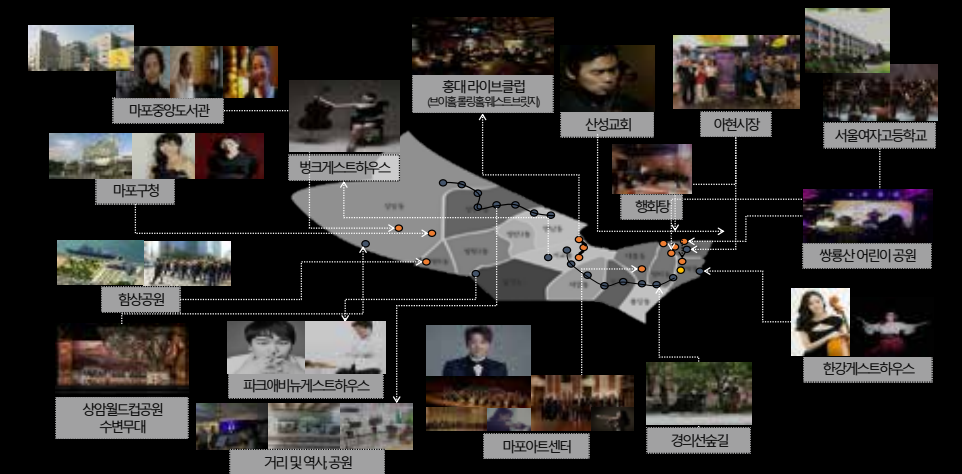 홍대 라이브클럽
(브이홀,롤링홀,웨스트브릿지)
마포중앙도서관
산성교회
아현시장
서울여자고등학교
벙크게스트하우스
마포구청
행화탕
쌍룡산 어린이 공원
함상공원
한강게스트하우스
파크애비뉴게스트하우스
상암월드컵공원
수변무대
경의선숲길
마포아트센터
거리 및 역사 공원